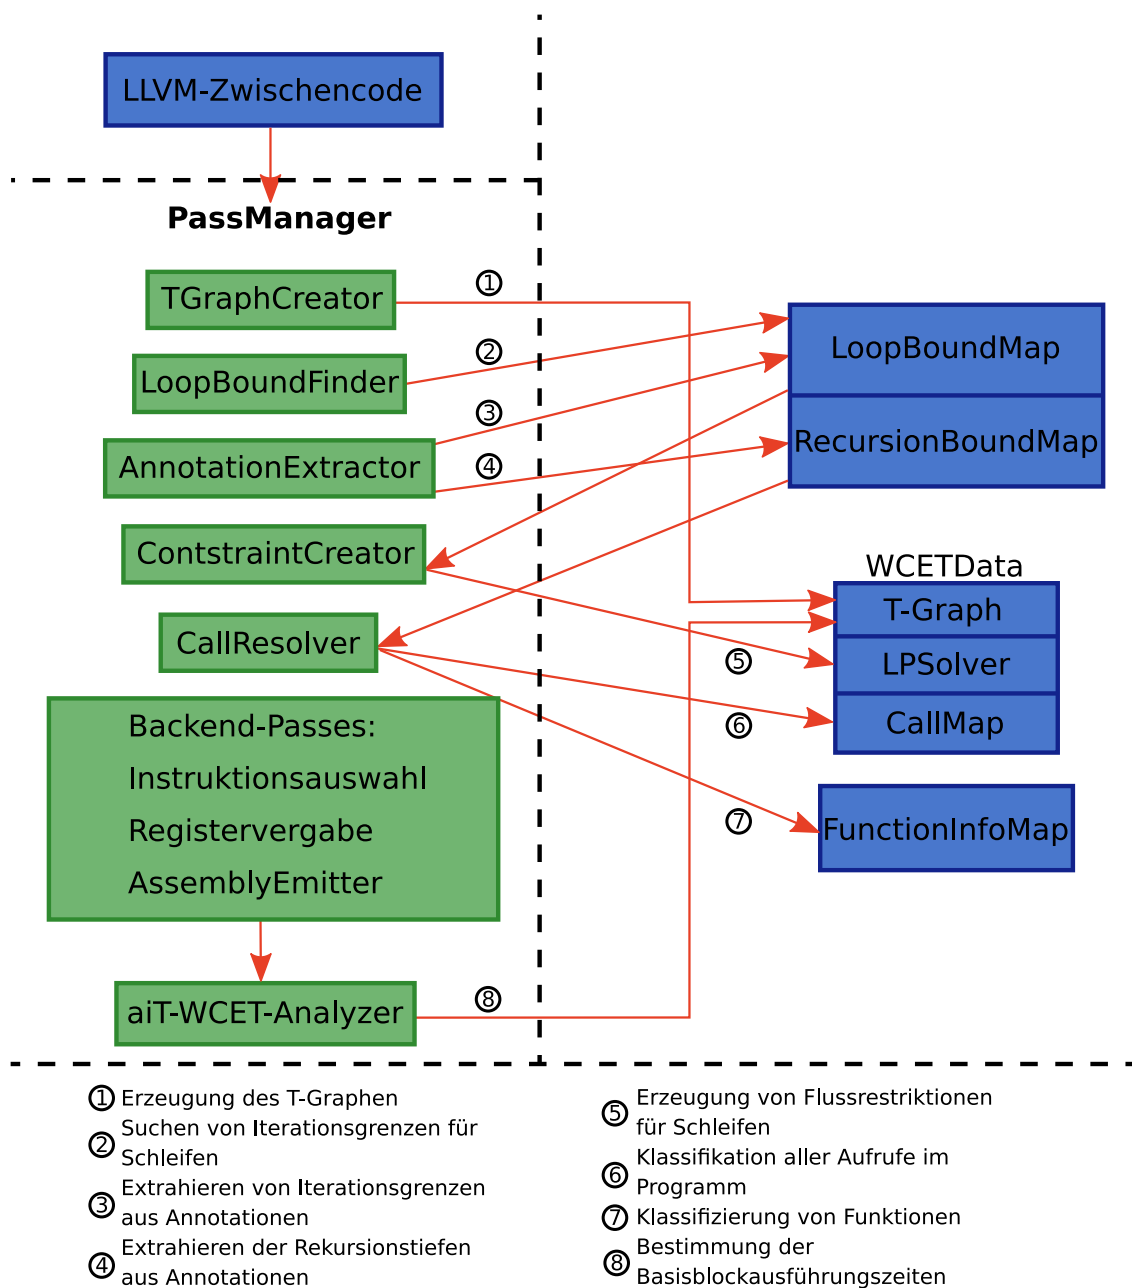 LLVM-Zwischencode
PassManager
TGraphCreator
LoopBoundFinder
AnnotationExtractor
ContstraintCreator
CallResolver
Backend-Passes:
Instruktionsauswahl
Registervergabe
AssemblyEmitter
aiT-WCET-Analyzer
1
2
3
4
5
6
7
8
LoopBoundMap
RecursionBoundMap
WCETData
T-Graph
LPSolver
CallMap
FunctionInfoMap
1 Erzeugung des T-Graphen
2 Suchen von Iterationsgrenzen für
Schleifen
3 Extrahieren von Iterationsgrenzen
aus Annotationen
4 Extrahieren der Rekursionstiefen
aus Annotationen
5 Erzeugung von Flussrestriktionen
für Schleifen
6 Klassifikation aller Aufrufe im
Programm
7 Klassifizierung von Funktionen
8 Bestimmung der
Basisblockausführungszeiten